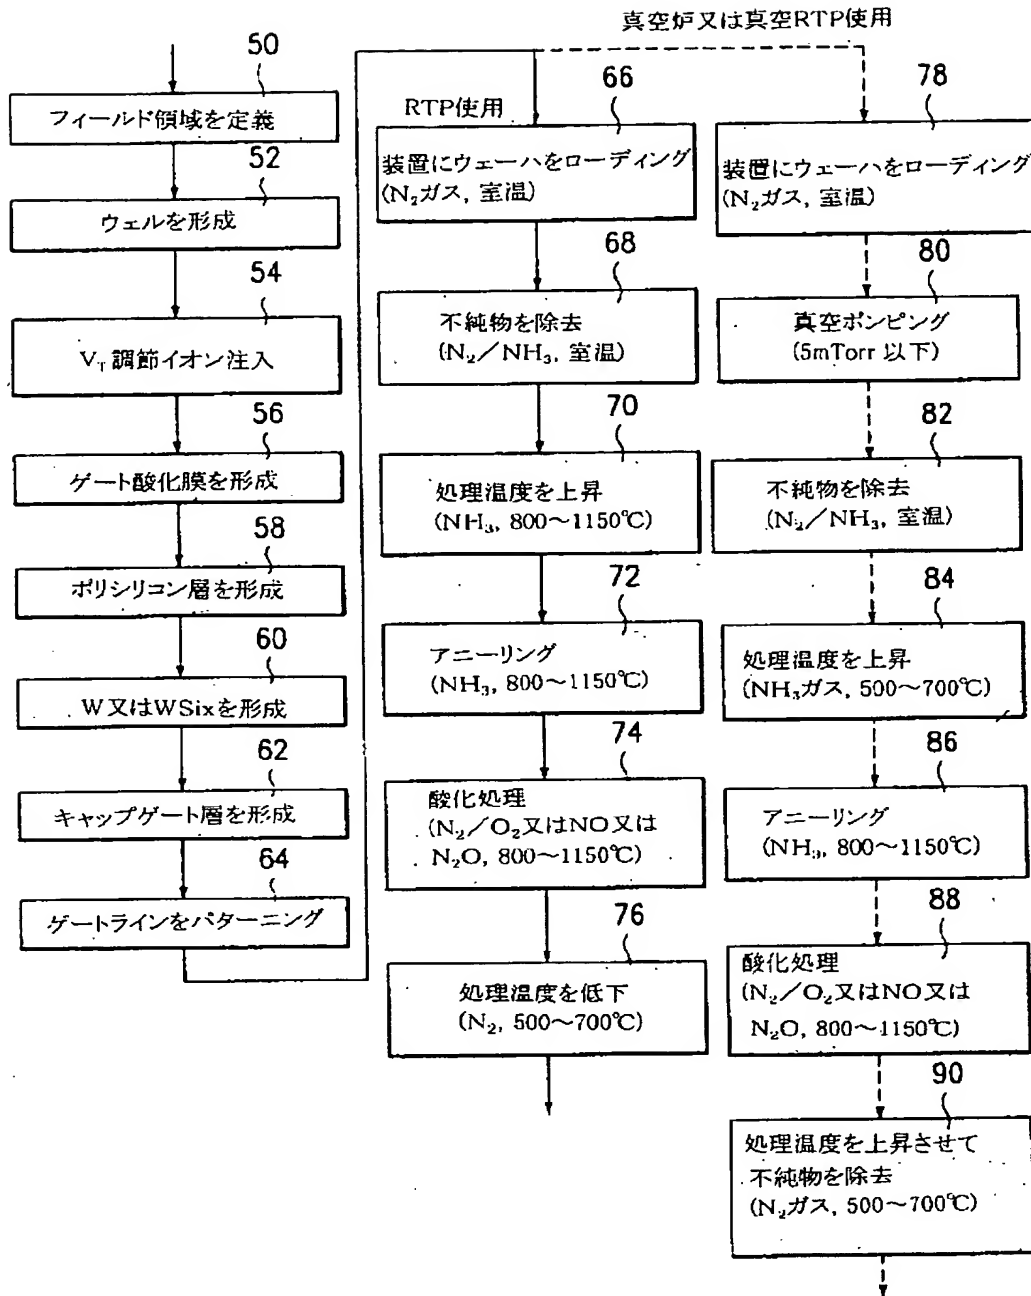 50
フィールド領域を定義
52
ウェルを形成
54
V_T 調節イオン注入
56
ゲート酸化膜を形成
58
ポリシリコン層を形成
60
W又はWSixを形成
62
キャップゲート層を形成
64
ゲートラインをパターニング
真空炉又は真空RTP使用
RTP使用
66
装置にウェーハをローディング
(N₂ガス, 室温)
68
不純物を除去
(N₂/NH₃, 室温)
70
処理温度を上昇
(NH₃, 800~1150℃)
72
アニーリング
(NH₃, 800~1150℃)
74
酸化処理
(N₂/O₂又はNO又は
N₂O, 800~1150℃)
76
処理温度を低下
(N₂, 500~700℃)
78
装置にウェーハをローディング
(N₂ガス, 室温)
80
真空ポンピング
(5mTorr 以下)
82
不純物を除去
(N₂/NH₃, 室温)
84
処理温度を上昇
(NH₃ガス, 500~700℃)
86
アニーリング
(NH₃, 800~1150℃)
88
酸化処理
(N₂/O₂又はNO又は
N₂O, 800~1150℃)
90
処理温度を上昇させて
不純物を除去
(N₂ガス, 500~700℃)